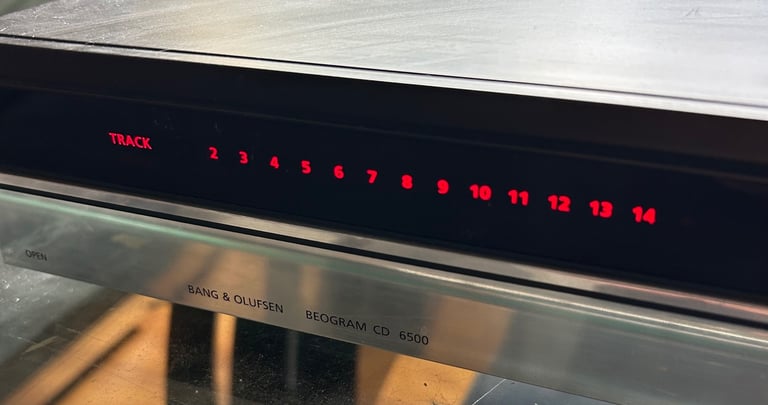 TRACK 2 3 4 5 6 7 8 9 10 11 12 13 14
OPEN
BANG & OLUFSEN BEOGRAM CD 6500